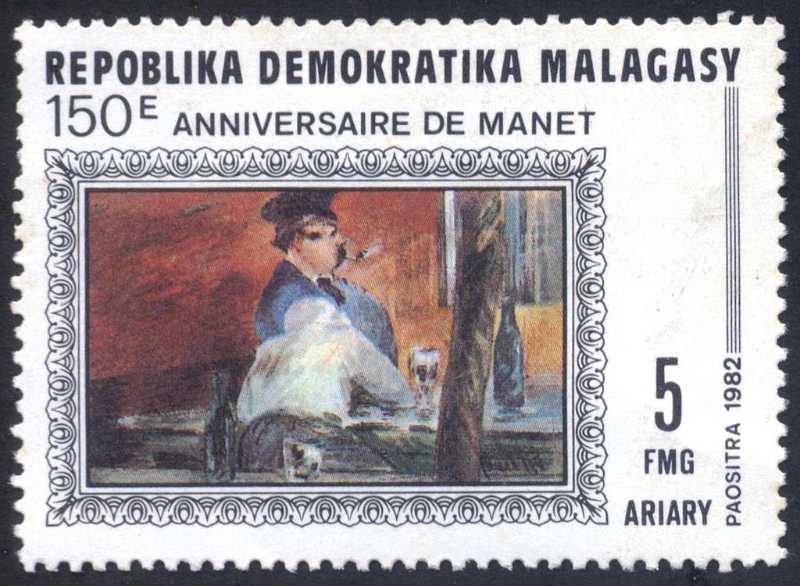 REPOBLIKA DEMOKRATIKA MALAGASY
150E ANNIVERSAIRE DE MANET
5
FMG
ARIARY
PAOSITRA 1982